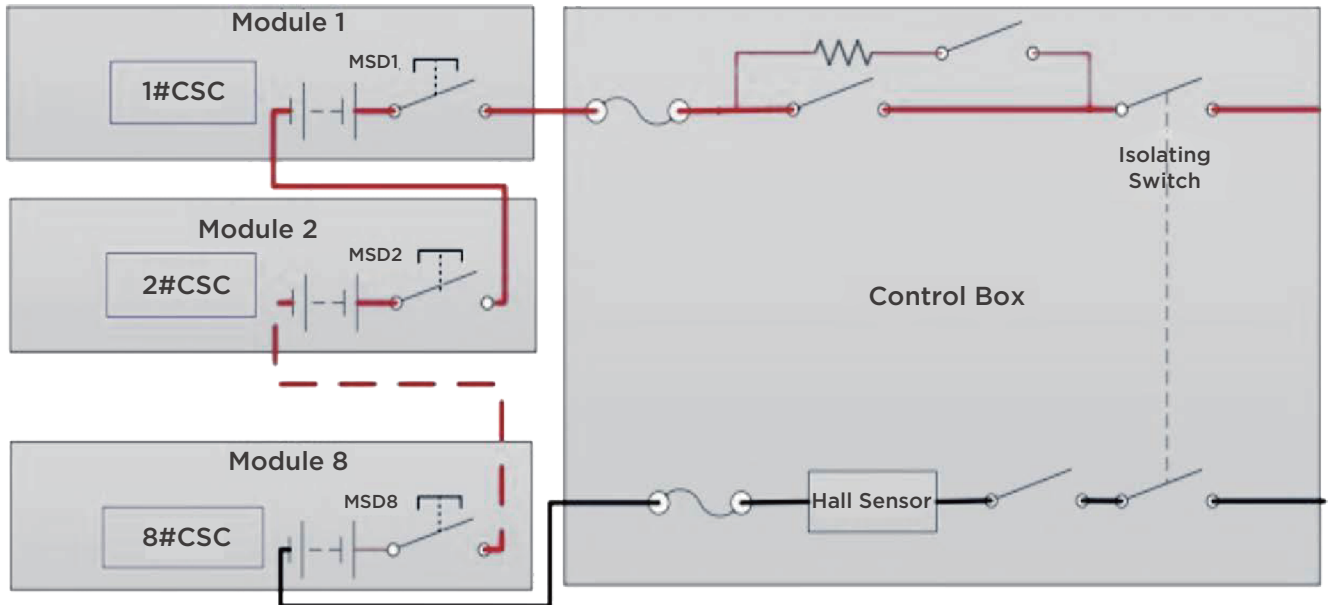 Module 1
MSD1
1#CSC
Isolating
Switch
Module 2
MSD2
2#CSC
Control Box
Module 8
MSD8
8#CSC
Hall Sensor